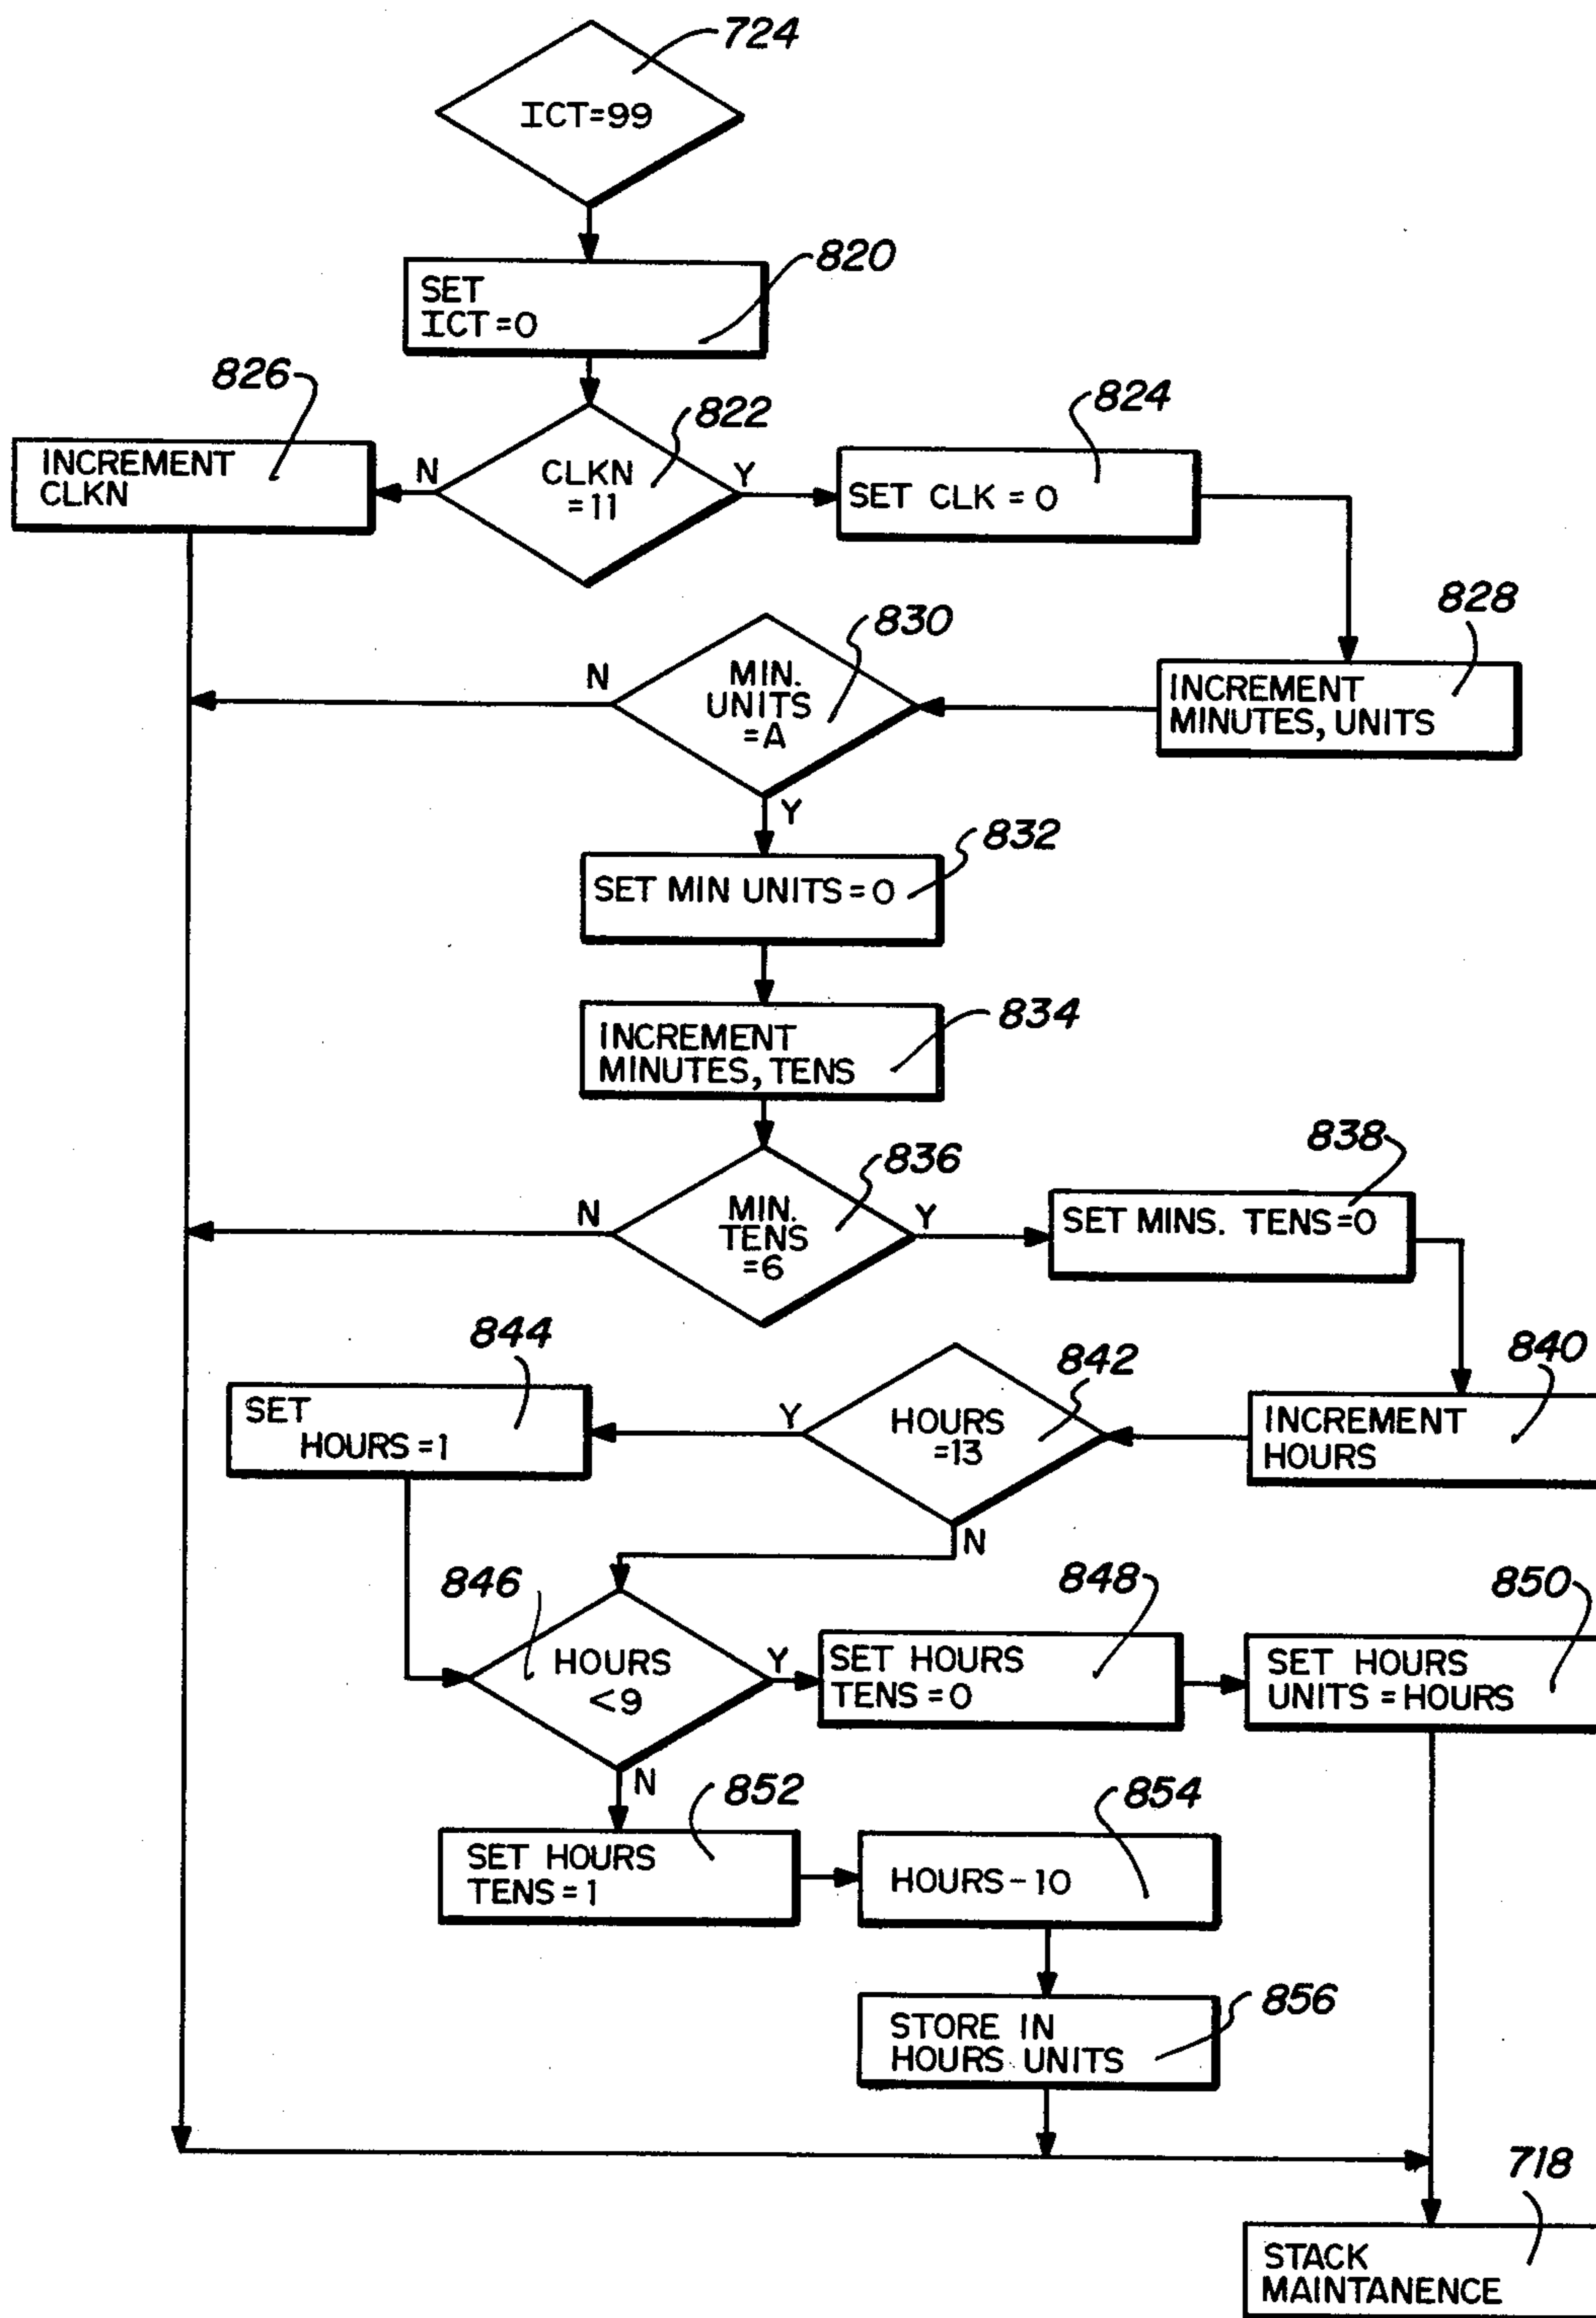 724
ICT=99
820
SET
ICT=0
826
822
824
INCREMENT
CLKN
N
CLKN
=11
Y
SET CLK = 0
828
830
N
MIN.
UNITS
=A
INCREMENT
MINUTES, UNITS
Y
832
SET MIN UNITS = 0
834
INCREMENT
MINUTES, TENS
838
836
N
MIN.
TENS
=6
Y
SET MINS. TENS=0
844
842
840
SET
HOURS=1
Y
HOURS
=13
INCREMENT
HOURS
N
846
848
850
HOURS
<9
Y
SET HOURS
TENS=0
SET HOURS
UNITS=HOURS
N
852
854
SET HOURS
TENS=1
HOURS-10
856
STORE IN
HOURS UNITS
718
STACK
MAINTANENCE